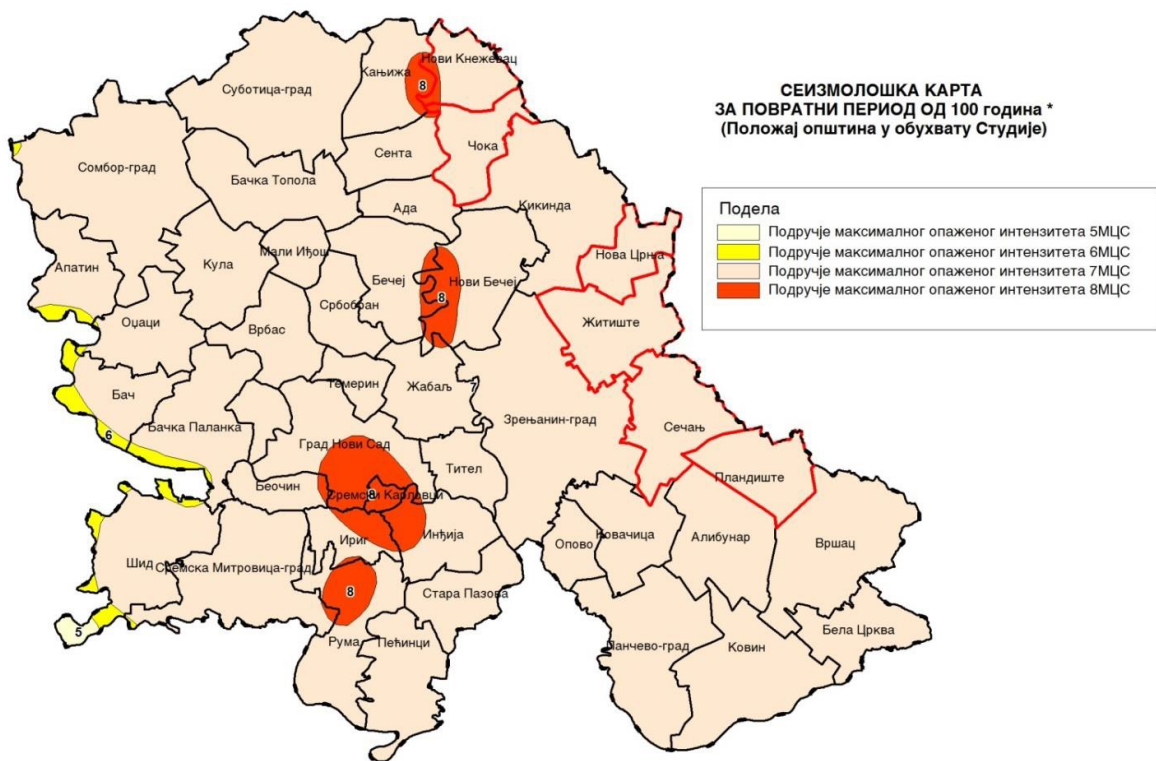 СЕИЗМОЛОШКА КАРТА
ЗА ПОВРАТНИ ПЕРИОД ОД 100 година *
(Положај општина у обухвату Студије)
Подела
Подручје максималног опаженог интензитета 5МЦС
Подручје максималног опаженог интензитета 6МЦС
Подручје максималног опаженог интензитета 7МЦС
Подручје максималног опаженог интензитета 8МЦС
Нови Кнежевац
Кањижа
8
Суботица-град
Чока
Сента
Сомбор-град
Бачка Топола
Ада
Кикинда
Мали Иђош
Нова Црња
Кула
Апатин
Бечеј
Нови Бечеј
8
Србобран
Оџаци
Врбас
Житиште
Темерин
Жабаљ
7
Бач
Зрењанин-град
Сечањ
6
Бачка Паланка
Град Нови Сад
Тител
Пландиште
Беочин
Сремски Карловци
8
Ириг
Инђија
Опово
Ковачица
Алибунар
Вршац
Шид
Сремска Митровица-град
8
Стара Пазова
5
Рума
Пећинци
Панчево-град
Ковин
Бела Црква